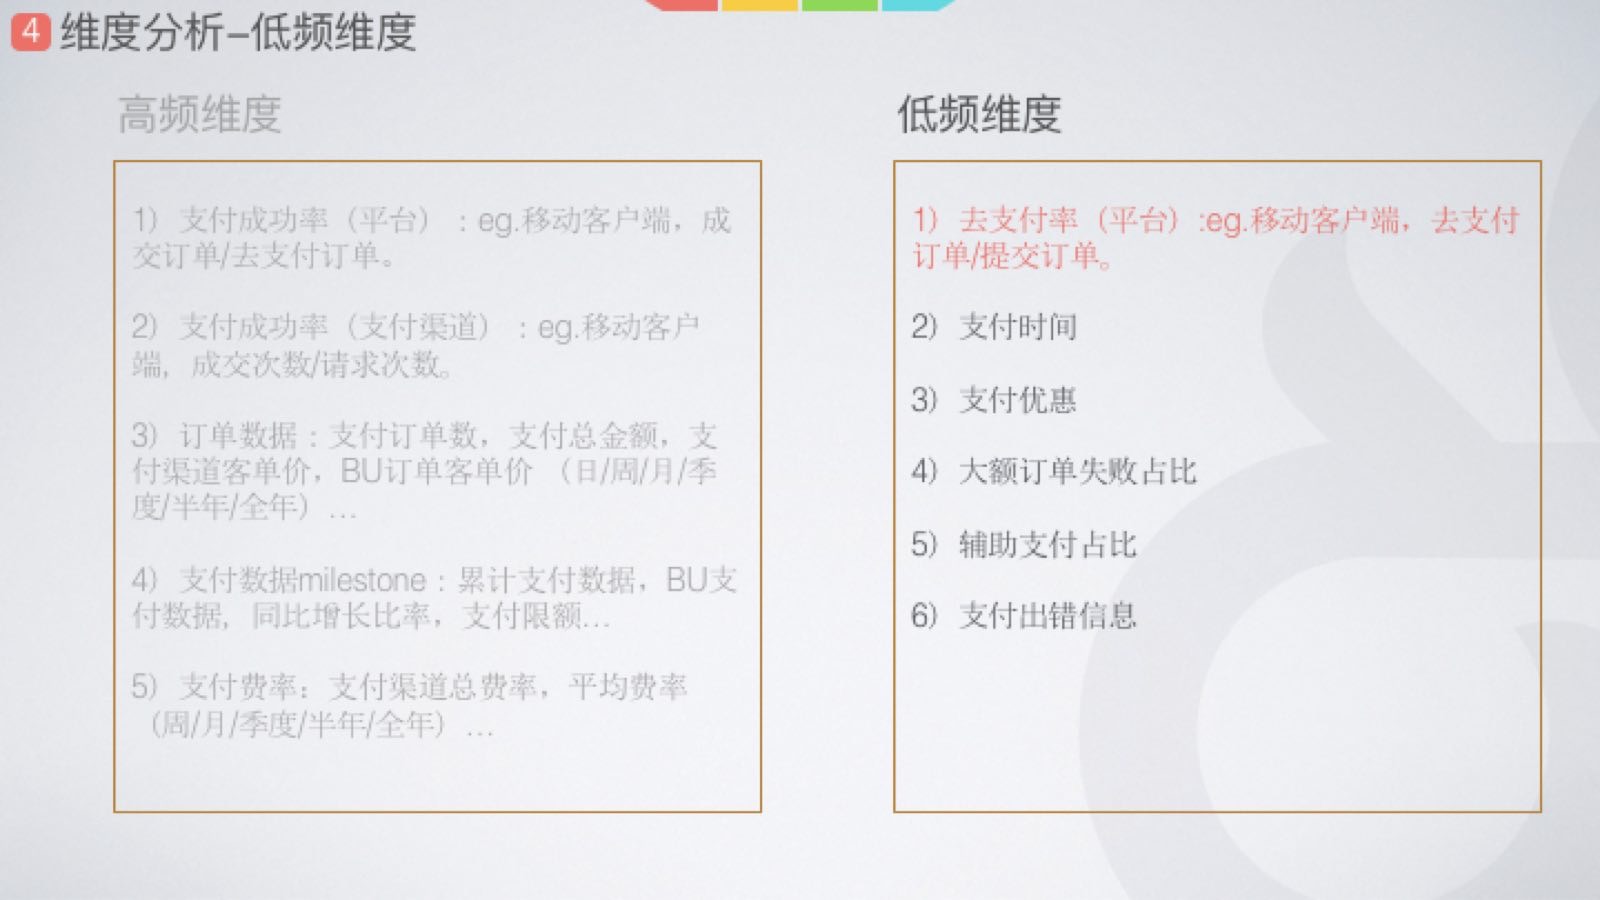 4 维度分析-低频维度
高频维度
1）支付成功率（平台）：eg.移动客户端，成
交订单/去支付订单。
2）支付成功率（支付渠道）：eg.移动客户
端，成交次数/请求次数。
3）订单数据：支付订单数，支付总金额，支
付渠道客单价，BU订单客单价 （日/周/月/季
度/半年/全年）...
4）支付数据milestone：累计支付数据，BU支
付数据，同比增长比率，支付限额...
5）支付费率：支付渠道总费率，平均费率
（周/月/季度/半年/全年）...
低频维度
1）去支付率（平台）:eg.移动客户端，去支付
订单/提交订单。
2）支付时间
3）支付优惠
4）大额订单失败占比
5）辅助支付占比
6）支付出错信息